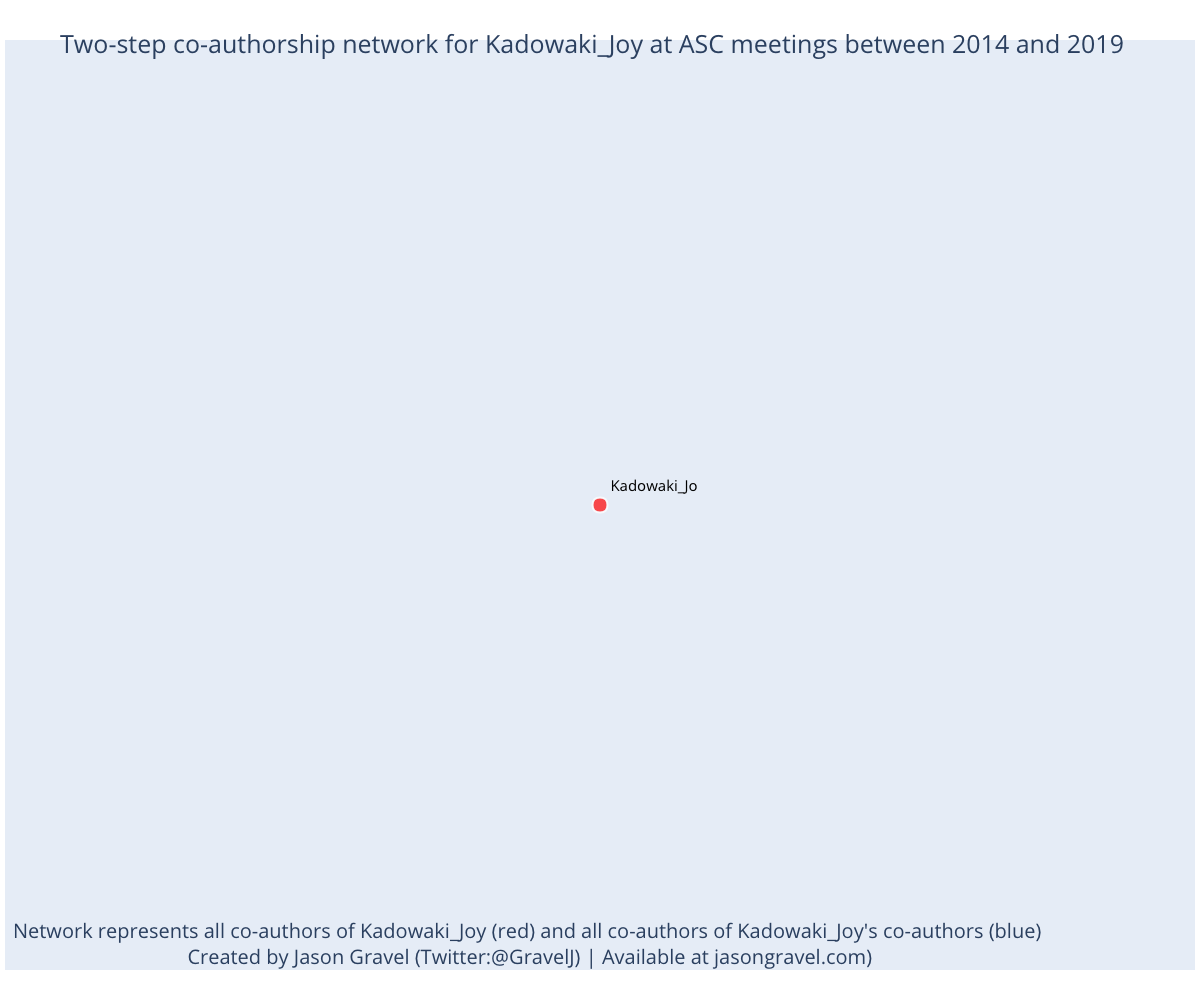 Two-step co-authorship network for Kadowaki_Joy at ASC meetings between 2014 and 2019
Kadowaki_Jo
Network represents all co-authors of Kadowaki_Joy (red) and all co-authors of Kadowaki_Joy's co-authors (blue)
Created by Jason Gravel (Twitter:@GravelJ) | Available at jasongravel.com)